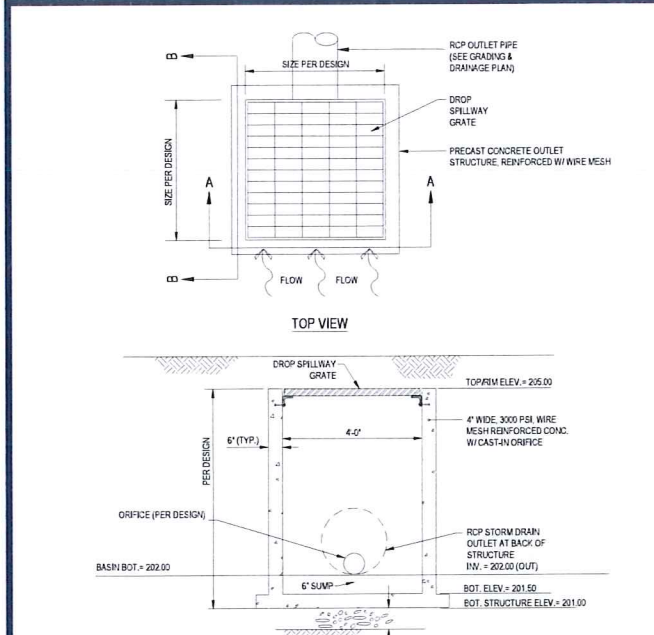 RCP OUTLET PIPE
(SEE GRADING &
DRAINAGE PLAN)
B
SIZE PER DESIGN
DROP
SPILLWAY
GRATE
PRECAST CONCRETE OUTLET
STRUCTURE, REINFORCED W/ WIRE MESH
SIZE PER DESIGN
A
A
B
FLOW
FLOW
TOP VIEW
DROP SPILLWAY
GRATE
TOP/RIM ELEV.= 205.00
6" (TYP.)
4'-0"
4" WIDE, 3000 PSI, WIRE
MESH REINFORCED CONC.
W/ CAST-IN ORIFICE
PER DESIGN
ORIFICE (PER DESIGN)
RCP STORM DRAIN
OUTLET AT BACK OF
STRUCTURE
INV. = 202.00 (OUT)
BASIN BOT.= 202.00
6" SUMP
BOT. ELEV.= 201.50
BOT. STRUCTURE ELEV.= 201.00